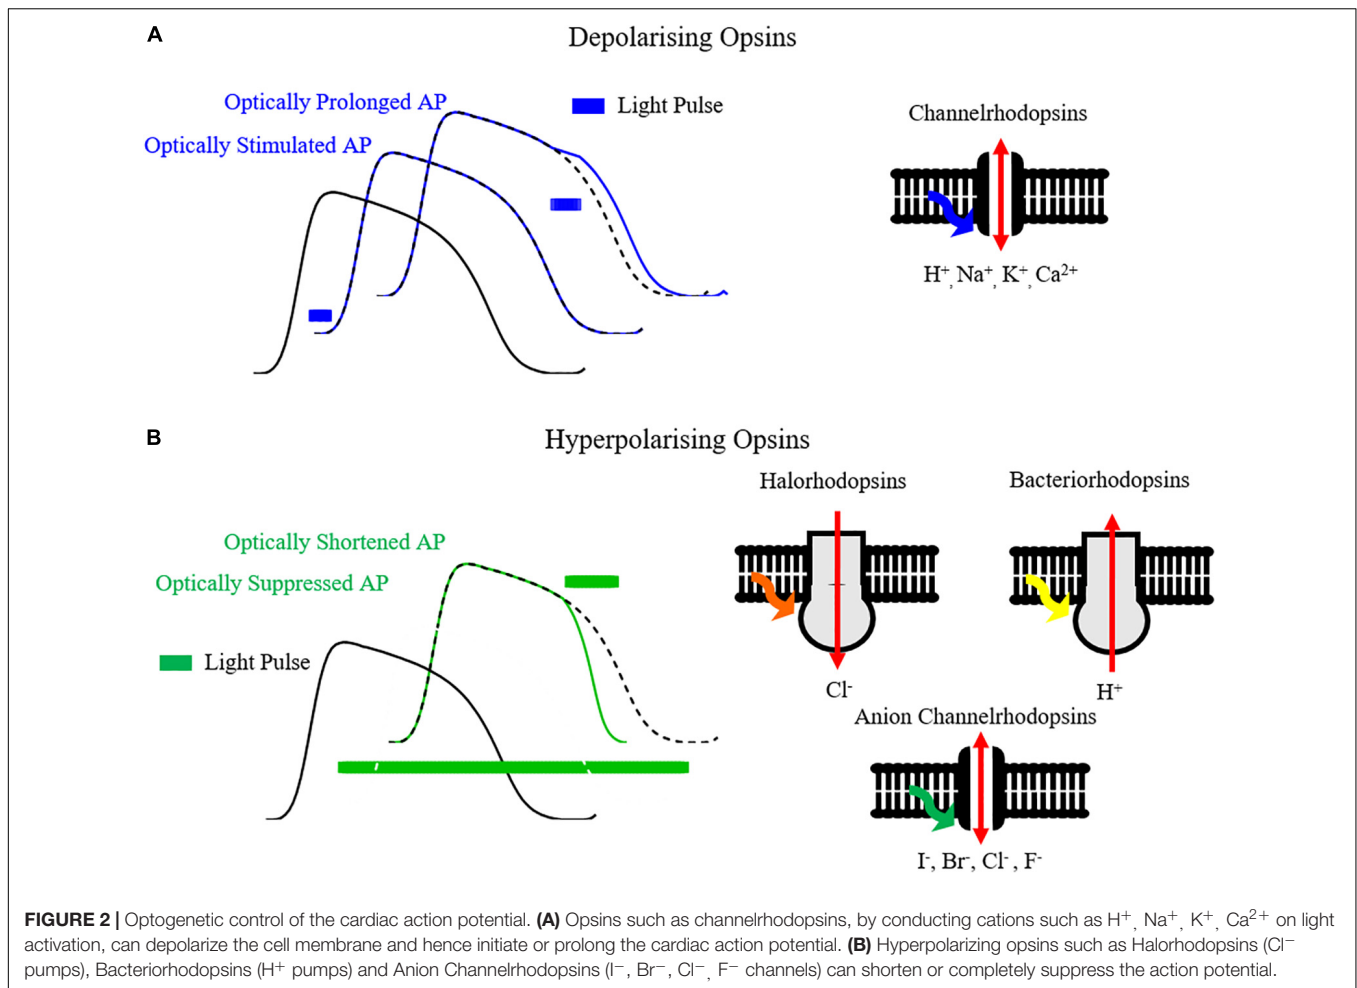 A
Depolarising Opsins
Optically Prolonged AP
Light Pulse
Optically Stimulated AP
Channelrhodopsins
H⁺, Na⁺, K⁺, Ca²⁺
B
Hyperpolarising Opsins
Halorhodopsins
Bacteriorhodopsins
Optically Shortened AP
Optically Suppressed AP
Light Pulse
Cl⁻
H⁺
Anion Channelrhodopsins
I⁻, Br⁻, Cl⁻, F⁻
FIGURE 2 | Optogenetic control of the cardiac action potential. (A) Opsins such as channelrhodopsins, by conducting cations such as H⁺, Na⁺, K⁺, Ca²⁺ on light
activation, can depolarize the cell membrane and hence initiate or prolong the cardiac action potential. (B) Hyperpolarizing opsins such as Halorhodopsins (Cl⁻
pumps), Bacteriorhodopsins (H⁺ pumps) and Anion Channelrhodopsins (I⁻, Br⁻, Cl⁻, F⁻ channels) can shorten or completely suppress the action potential.